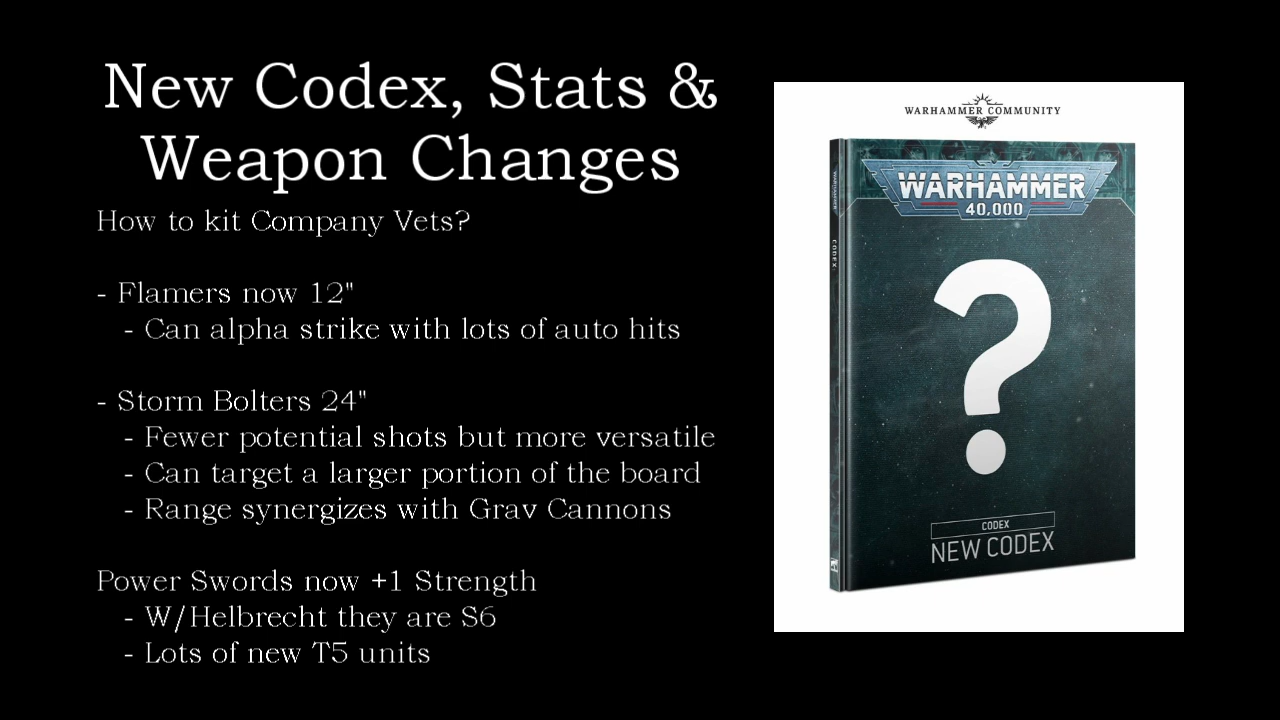 New Codex, Stats &
Weapon Changes
How to kit Company Vets?
- Flamers now 12"
- Can alpha strike with lots of auto hits
- Storm Bolters 24"
- Fewer potential shots but more versatile
- Can target a larger portion of the board
- Range synergizes with Grav Cannons
Power Swords now +1 Strength
- W/Helbrecht they are S6
- Lots of new T5 units
WARHAMMER COMMUNITY
WARHAMMER
40,000
CODEX
?
CODEX
NEW CODEX